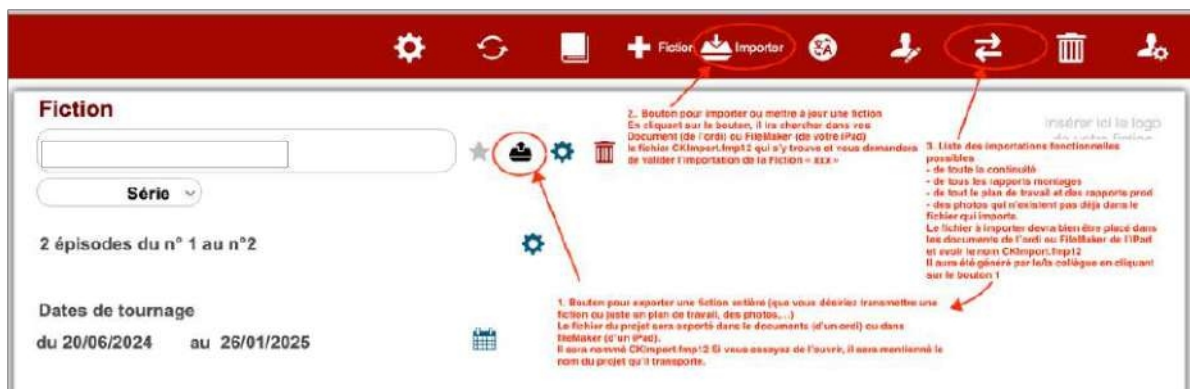 Fiction
Importer
Fiction
insérer ici le logo
de votre fiction
Série
2 épisodes du n° 1 au n°2
Dates de tournage
du 20/06/2024 au 26/01/2025
2.. Bouton pour importer ou mettre à jour une fiction
En cliquant sur le bouton, il ira chercher dans vos
Document (de l'ordi) ou FileMaker (de votre iPad)
le fichier CKImport.fmp12 qui s'y trouve et vous demandera
de valider l'importation de la Fiction « xxx »
3. Liste des importations fonctionnelles
possibles
- de toute la continuité
- de tous les rapports montages
- de tout le plan de travail et des rapports prod
- des photos qui n'existent pas déjà dans le
fichier qui importe.
Le fichier à importer devra bien être placé dans
les documents de l'ordi ou FileMaker de l'iPad
et avoir le nom CKImport.fmp12
Il aura été généré par le/la collègue en cliquant
sur le bouton 1
1. Bouton pour exporter une fiction entière (que vous désiriez transmettre une
fiction ou juste un plan de travail, des photos,...)
Le fichier du projet sera exporté dans le documents (d'un ordi) ou dans
fileMaker (d'un iPad).
Il sera nommé CKImport.fmp12 Si vous essayez de l'ouvrir, il sera mentionné le
nom du projet qu'il transporte.